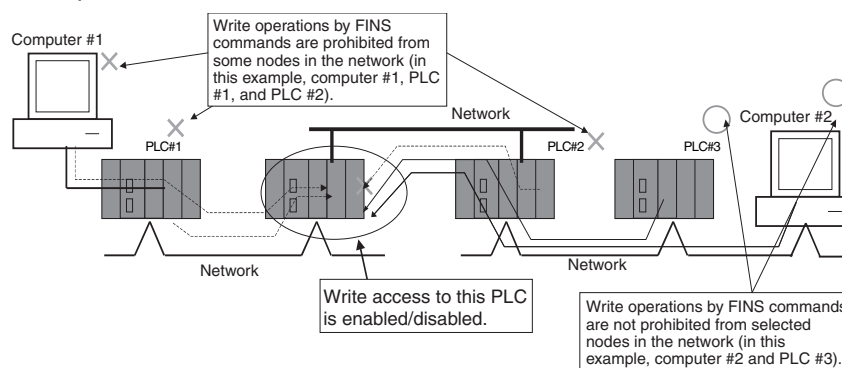 Write operations by FINS
commands are prohibited from
some nodes in the network (in
this example, computer #1, PLC
#1, and PLC #2).
Computer #1
Network
Computer #2
PLC#1
PLC#2
PLC#3
Network
Network
Write access to this PLC
is enabled/disabled.
Write operations by FINS commands
are not prohibited from selected
nodes in the network (in this
example, computer #2 and PLC #3).